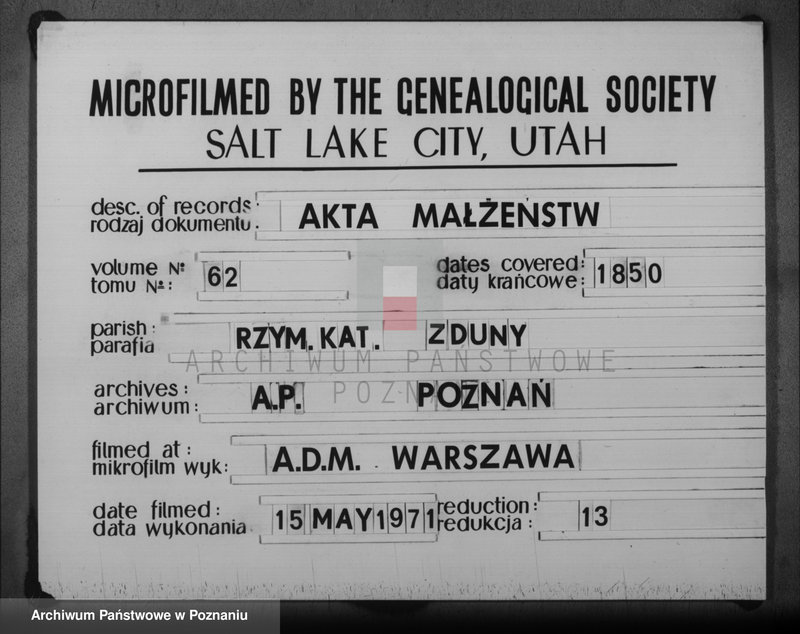 MICROFILMED BY THE GENEALOGICAL SOCIETY
SALT LAKE CITY, UTAH
desc. of records:
rodzaj dokumentu:
AKTA MAŁŻEŃSTW
volume Nº
tomu Nº:
62
dates covered:
daty krańcowe:
1850
parish:
parafia
RZYM. KAT. ZDUNY
ARCHIWUM PAŃSTWOWE
POZNAŃ
archives:
archiwum:
A.P. POZNAŃ
filmed at:
mikrofilm wyk:
A.D.M. WARSZAWA
date filmed:
data wykonania
15 MAY 1971
reduction:
redukcja:
13
Archiwum Państwowe w Poznaniu